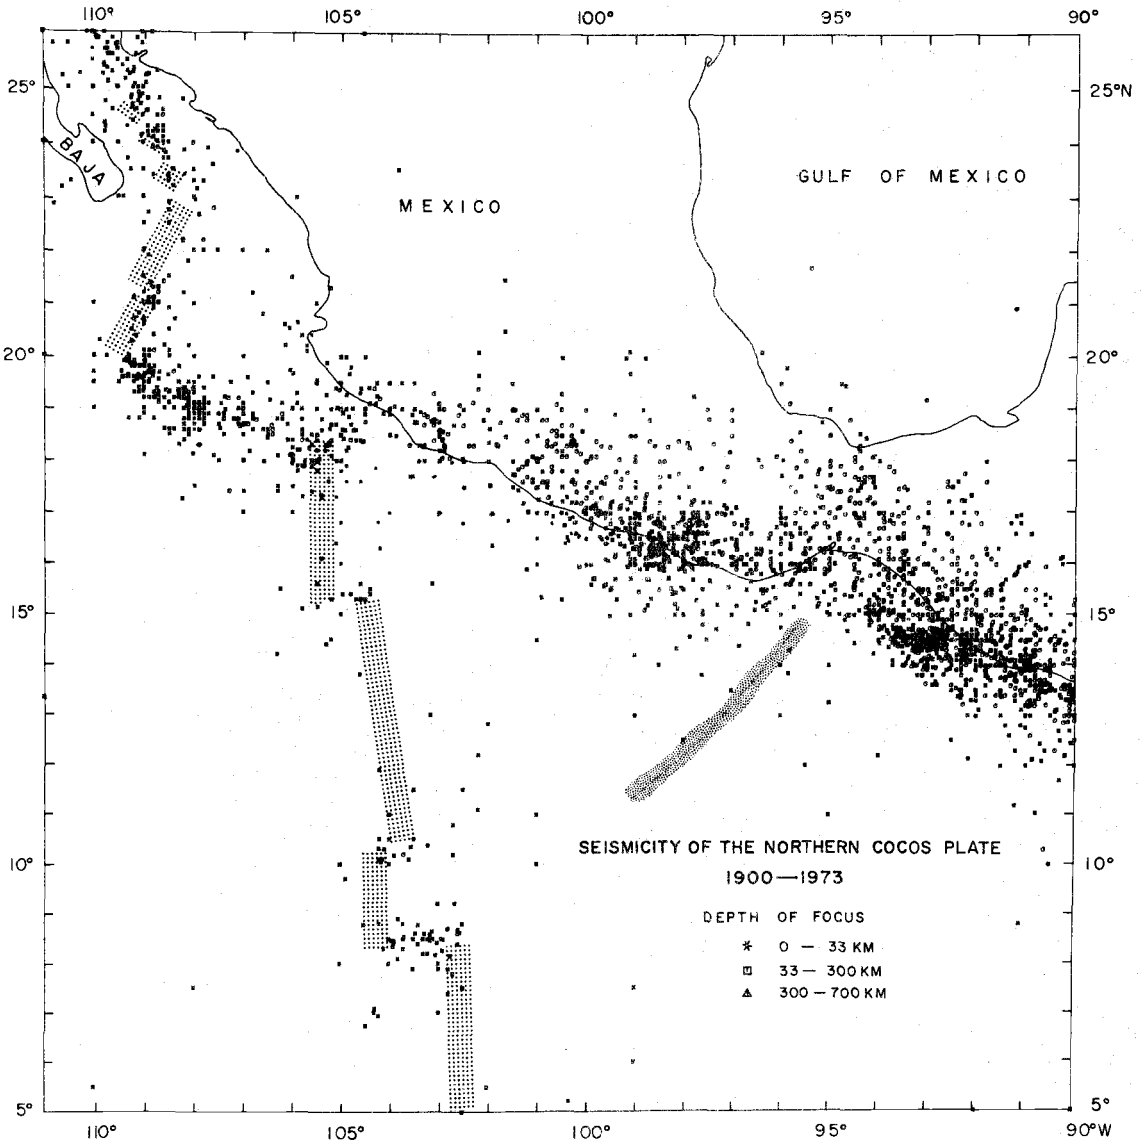 110° 105° 100° 95° 90°
25° 25°N
BAJA
MEXICO
GULF OF MEXICO
20° 20°
15° 15°
SEISMICITY OF THE NORTHERN COCOS PLATE
1900—1973
10° 10°
DEPTH OF FOCUS
0 – 33 KM
33 – 300 KM
300 – 700 KM
5° 5°
110° 105° 100° 95° 90°W